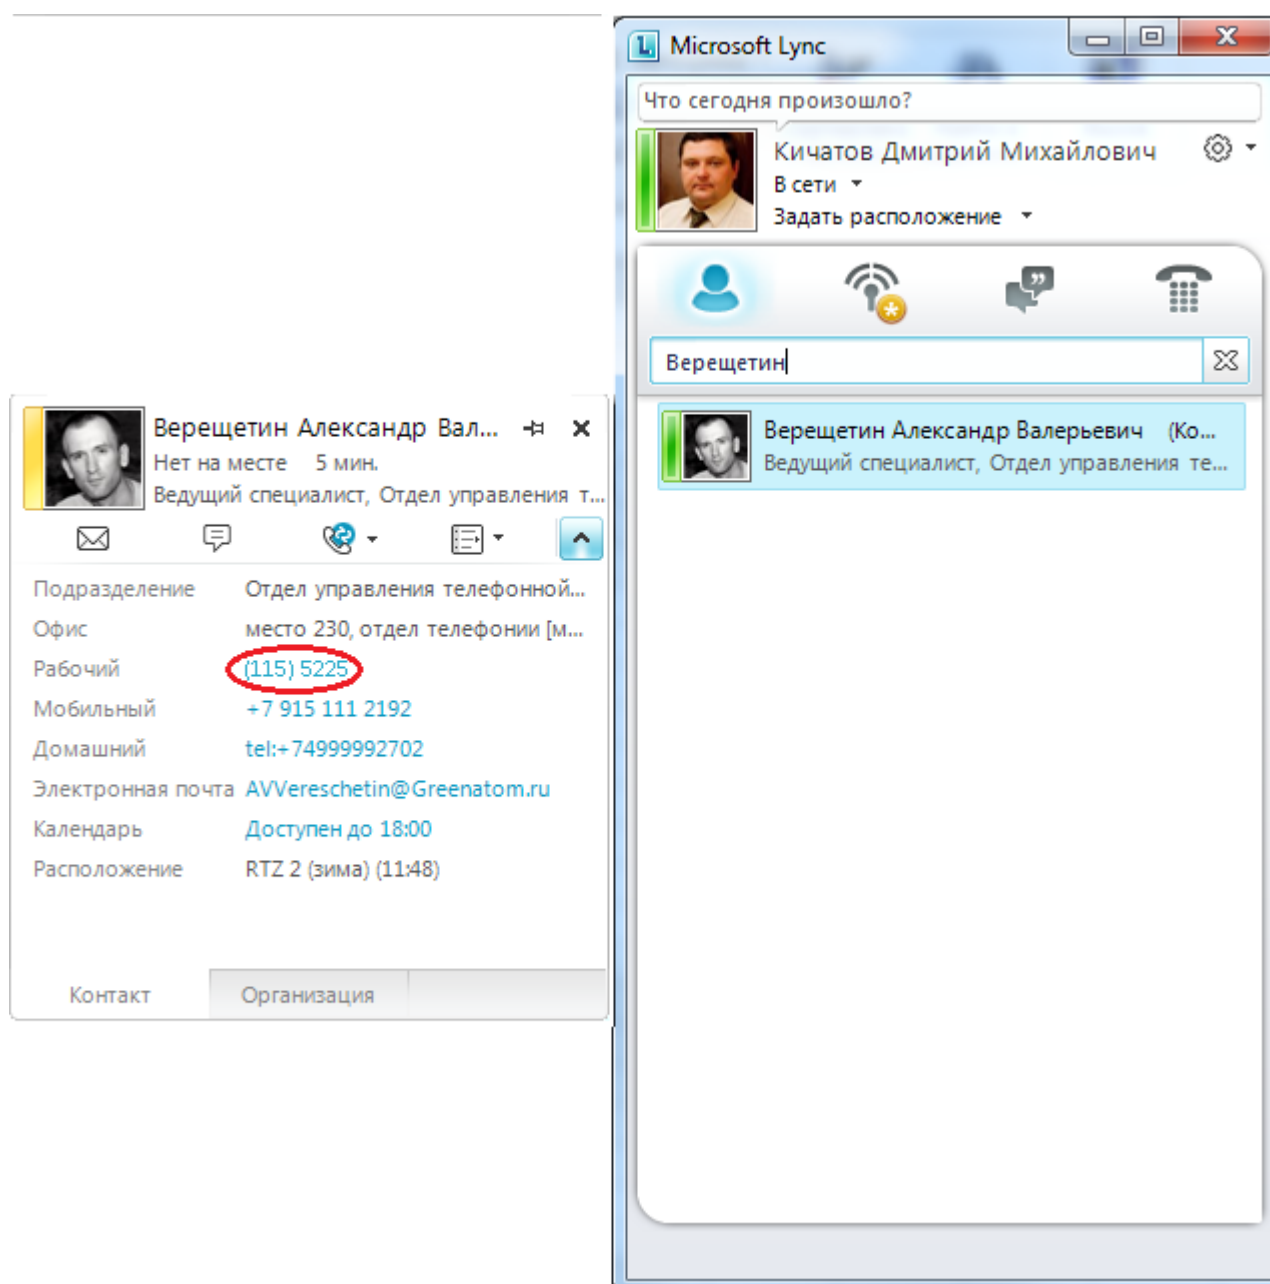 Microsoft Lync
Что сегодня произошло?
Кичатов Дмитрий Михайлович
В сети
Задать расположение
Верещетин
Верещетин Александр Валерьевич (Ко...
Ведущий специалист, Отдел управления те...
Верещетин Александр Вал...
Нет на месте 5 мин.
Ведущий специалист, Отдел управления т...
Подразделение Отдел управления телефонной...
Офис место 230, отдел телефонии [м...
Рабочий (115) 5225
Мобильный +7 915 111 2192
Домашний tel:+74999992702
Электронная почта AVVereschetin@Greenatom.ru
Календарь Доступен до 18:00
Расположение RTZ 2 (зима) (11:48)
Контакт Организация